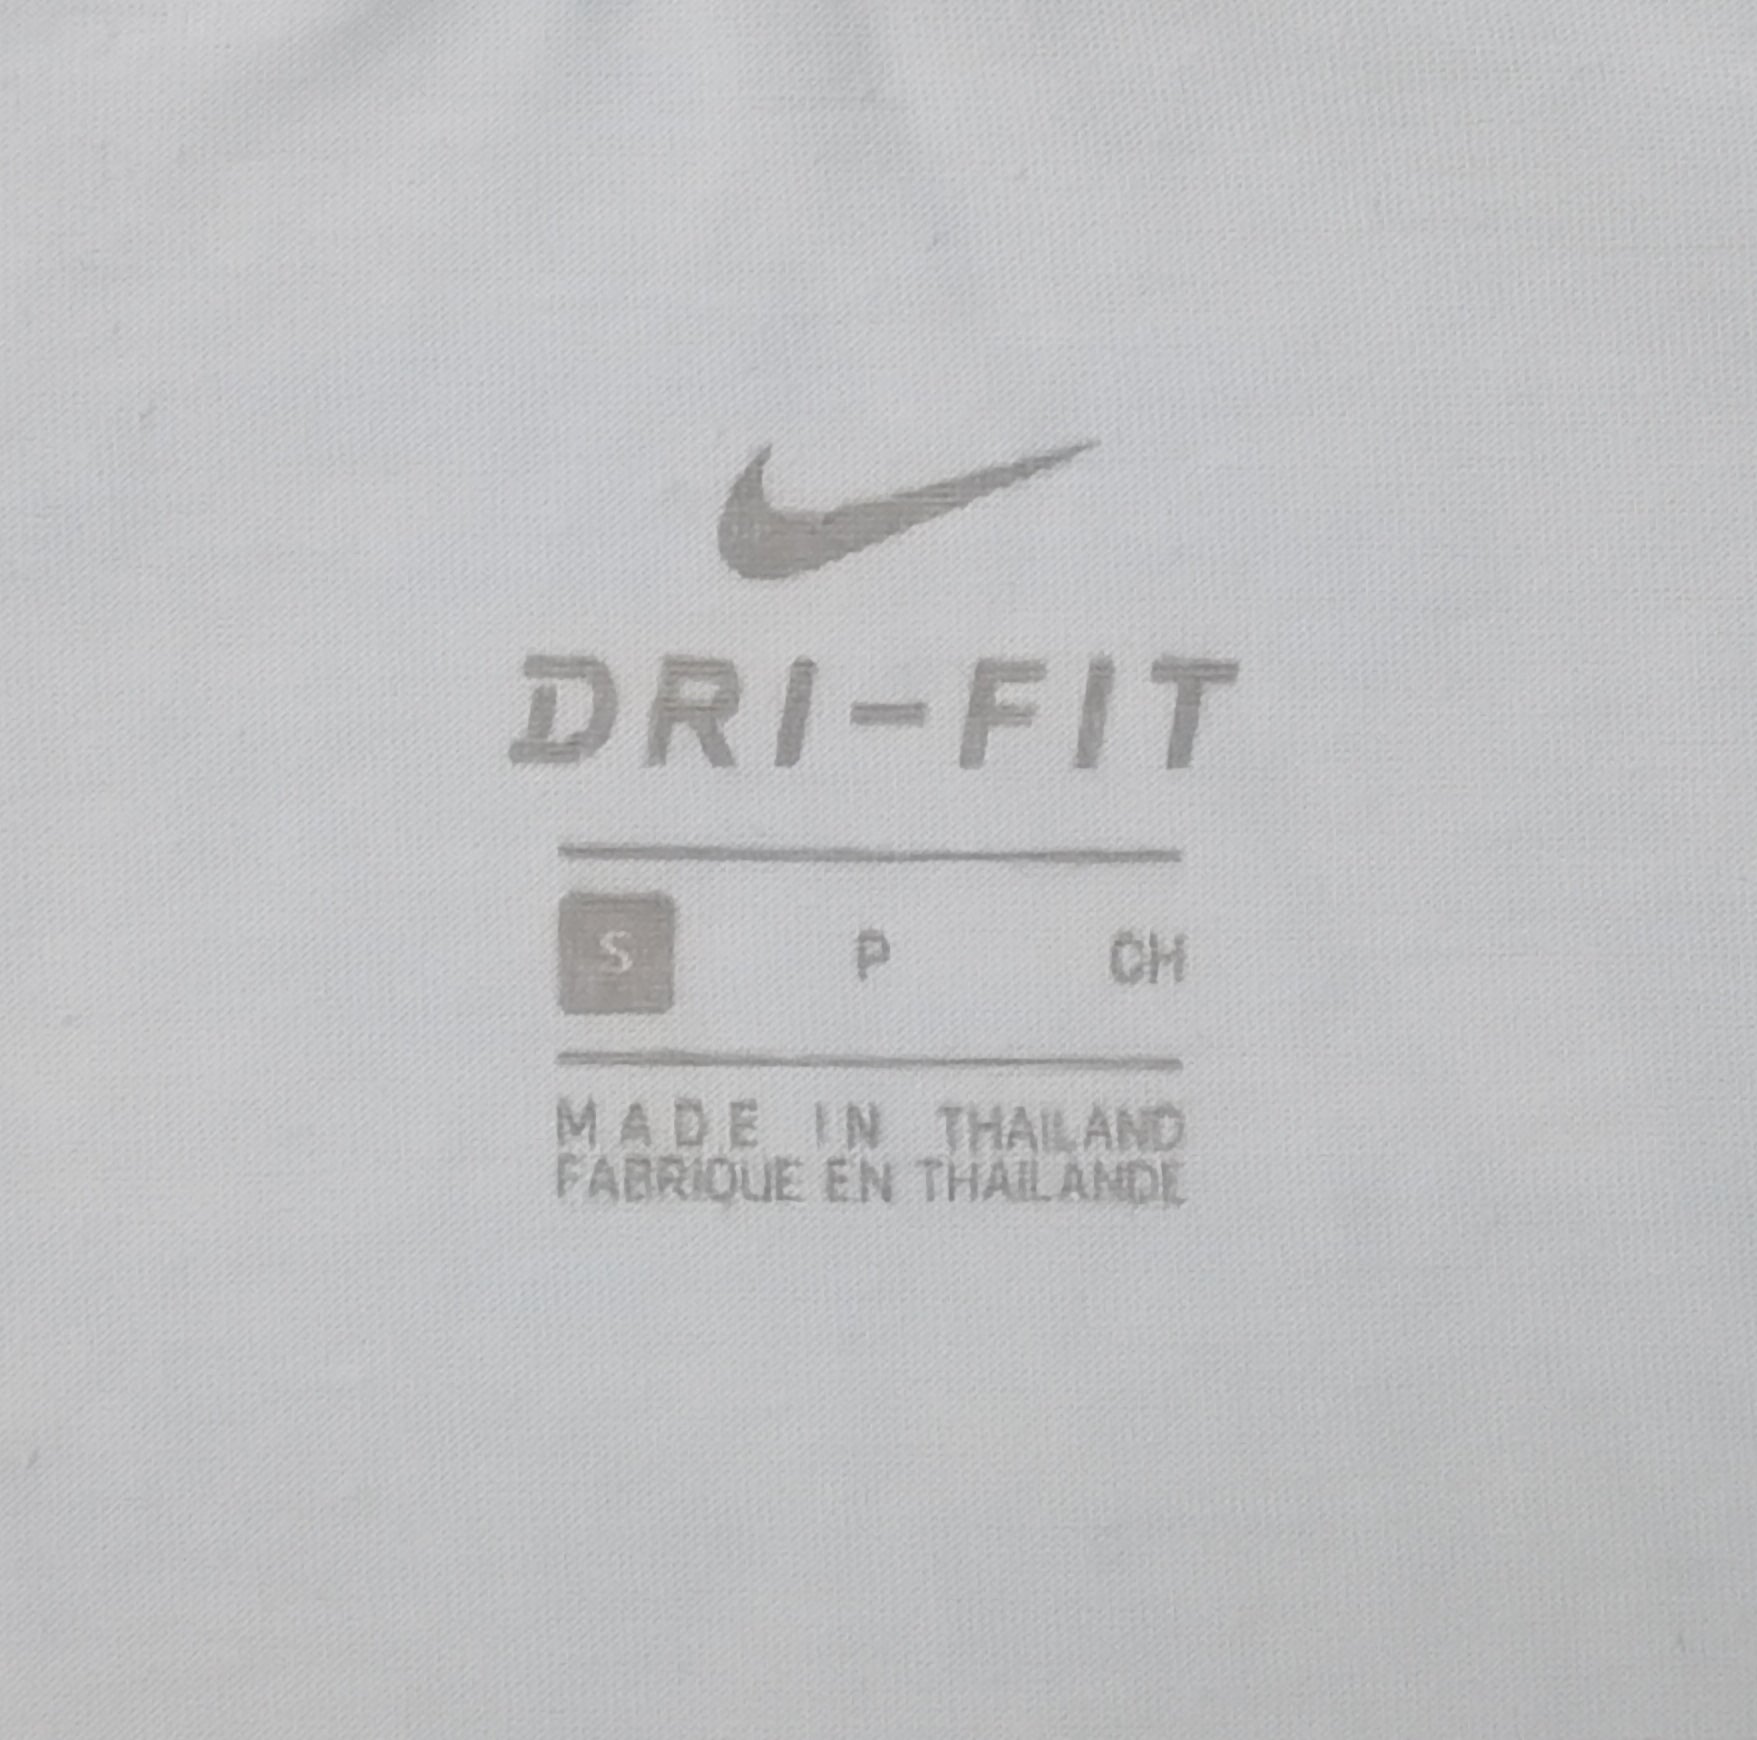 DRI-FIT
S P CH
MADE IN THAILAND
FABRIQUE EN THAILANDE